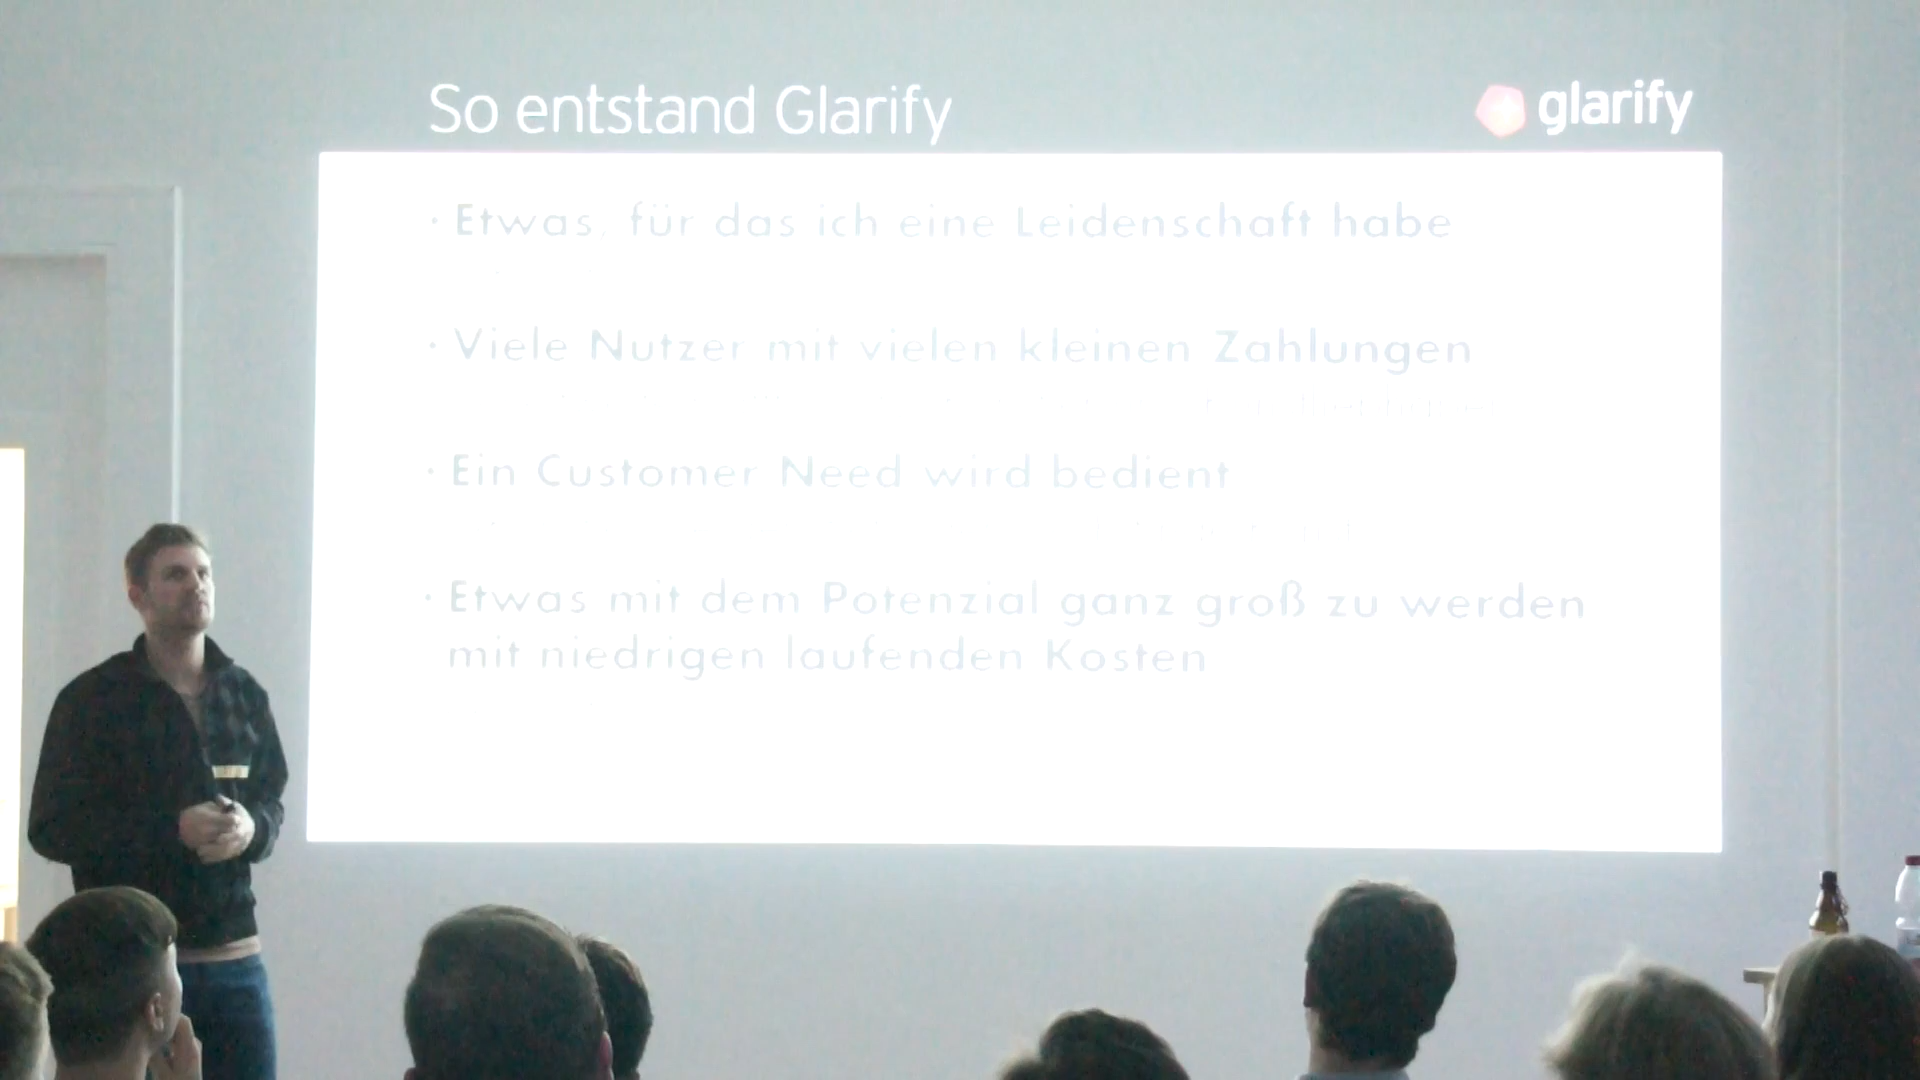 So entstand Glarify
glarify
• Etwas, für das ich eine Leidenschaft habe
• Viele Nutzer mit vielen kleinen Zahlungen
• Ein Customer Need wird bedient
• Etwas mit dem Potenzial ganz groß zu werden
mit niedrigen laufenden Kosten